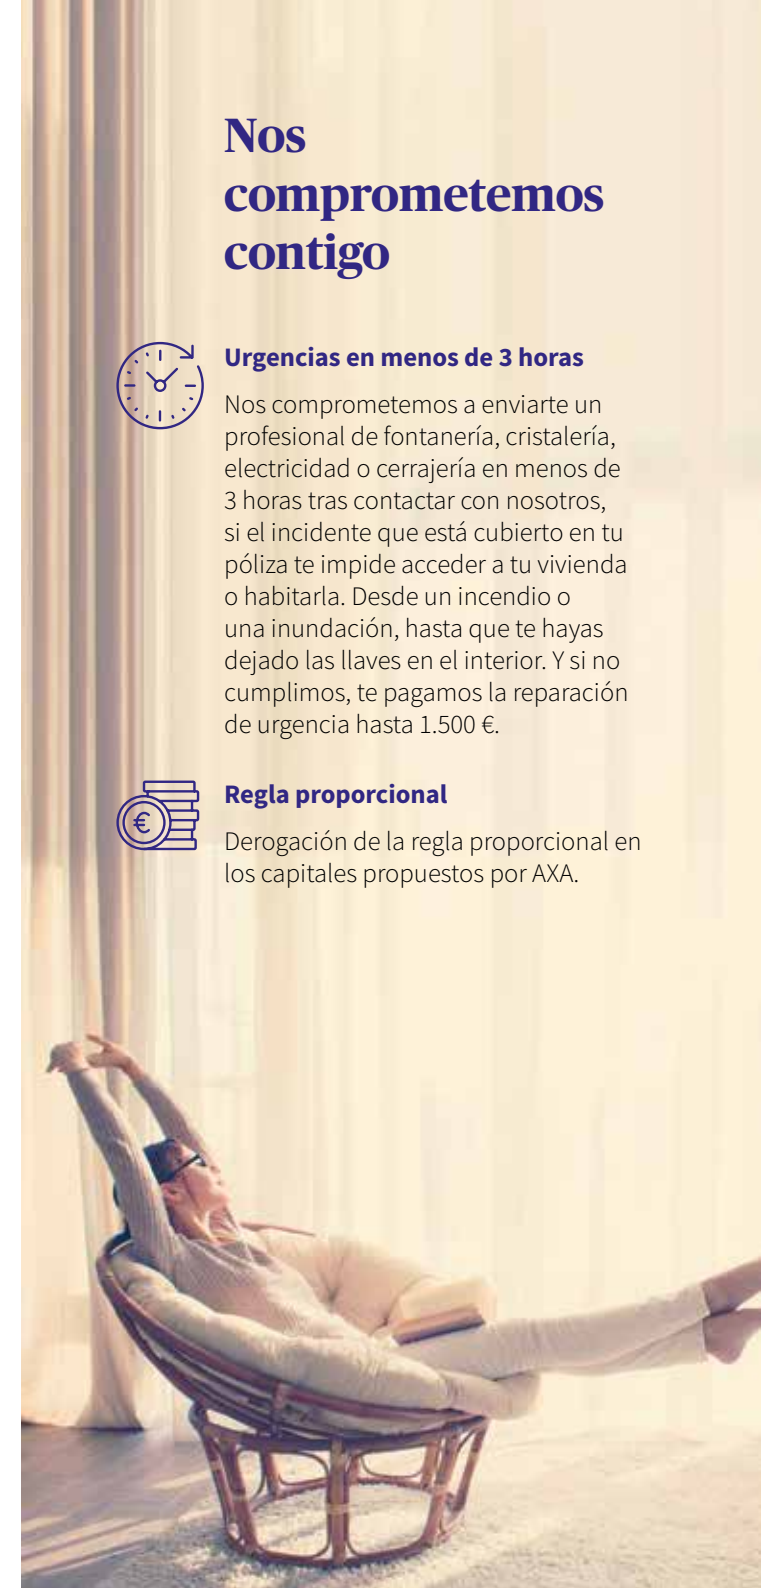 Nos
comprometemos
contigo
Urgencias en menos de 3 horas
Nos comprometemos a enviarte un
profesional de fontanería, cristalería,
electricidad o cerrajería en menos de
3 horas tras contactar con nosotros,
si el incidente que está cubierto en tu
póliza te impide acceder a tu vivienda
o habitarla. Desde un incendio o
una inundación, hasta que te hayas
dejado las llaves en el interior. Y si no
cumplimos, te pagamos la reparación
de urgencia hasta 1.500 €.
€
Regla proporcional
Derogación de la regla proporcional en
los capitales propuestos por AXA.